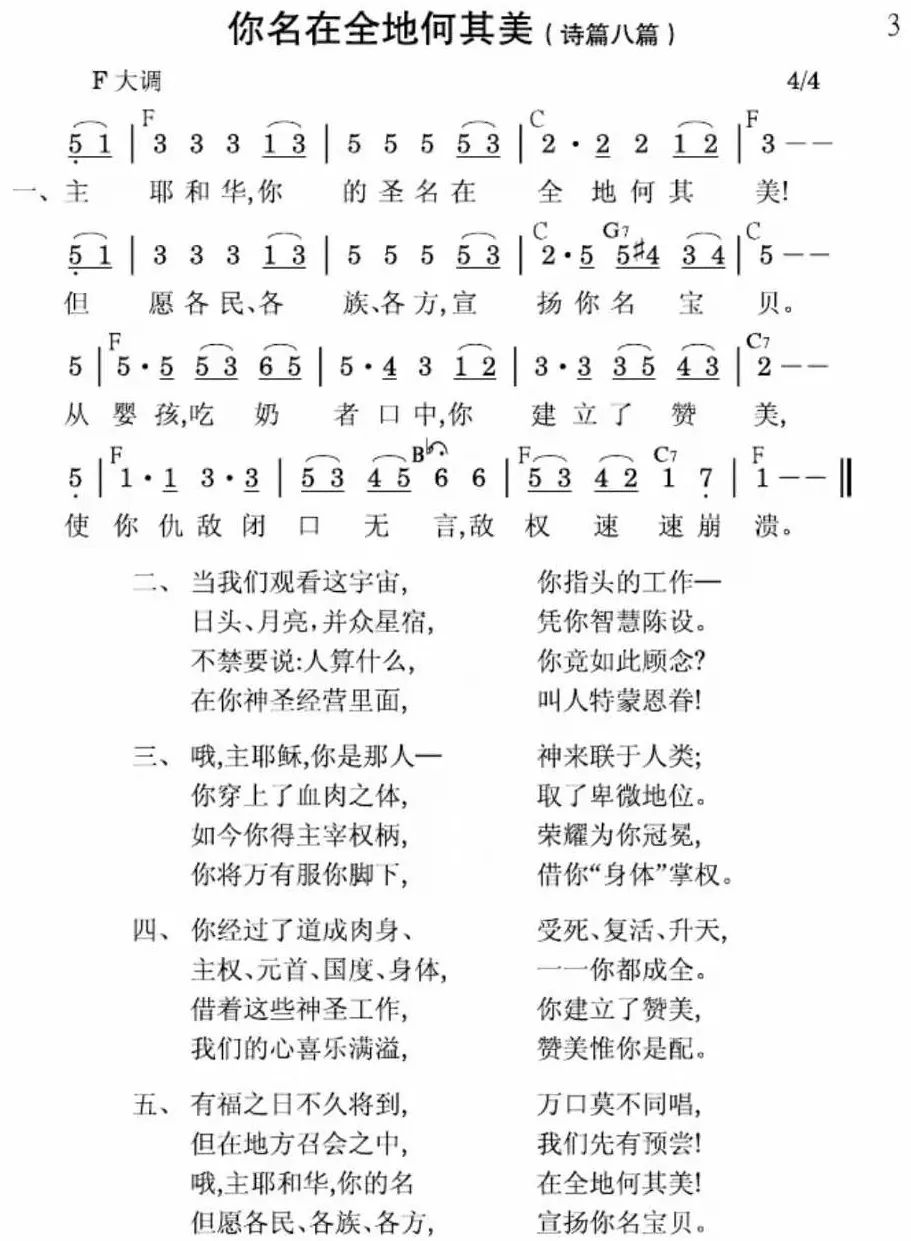 你名在全地何其美(诗篇八篇)
3
F大调 4/4
F C F
5 1 | 3 3 3 1 3 | 5 5 5 5 3 | 2 · 2 2 1 2 | 3 — —
一、主 耶和华,你 的圣名在 全地何其 美!
C G7 C
5 1 | 3 3 3 1 3 | 5 5 5 5 3 | 2 · 5 5 #4 3 4 | 5 — —
但 愿各民、各 族、各方,宣 扬你名宝 贝。
F C7
5 | 5 · 5 5 3 6 5 | 5 · 4 3 1 2 | 3 · 3 3 5 4 3 | 2 — —
从婴孩,吃奶 者口中,你 建立了赞 美,
F B♭ F C7 F
5 | 1 · 1 3 · 3 | 5 3 4 5 6 6 | 5 3 4 2 1 7 | 1 — — ‖
使你仇敌闭口无言,敌权速速崩溃。
二、当我们观看这宇宙, 你指头的工作—
日头、月亮,并众星宿, 凭你智慧陈设。
不禁要说:人算什么, 你竟如此顾念?
在你神圣经营里面, 叫人特蒙恩眷!
三、哦,主耶稣,你是那人— 神来联于人类;
你穿上了血肉之体, 取了卑微地位。
如今你得主宰权柄, 荣耀为你冠冕,
你将万有服你脚下, 借你“身体”掌权。
四、你经过了道成肉身、 受死、复活、升天,
主权、元首、国度、身体, 一一你都成全。
借着这些神圣工作, 你建立了赞美,
我们的心喜乐满溢, 赞美惟你是配。
五、有福之日不久将到, 万口莫不同唱,
但在地方召会之中, 我们先有预尝!
哦,主耶和华,你的名 在全地何其美!
但愿各民、各族、各方, 宣扬你名宝贝。